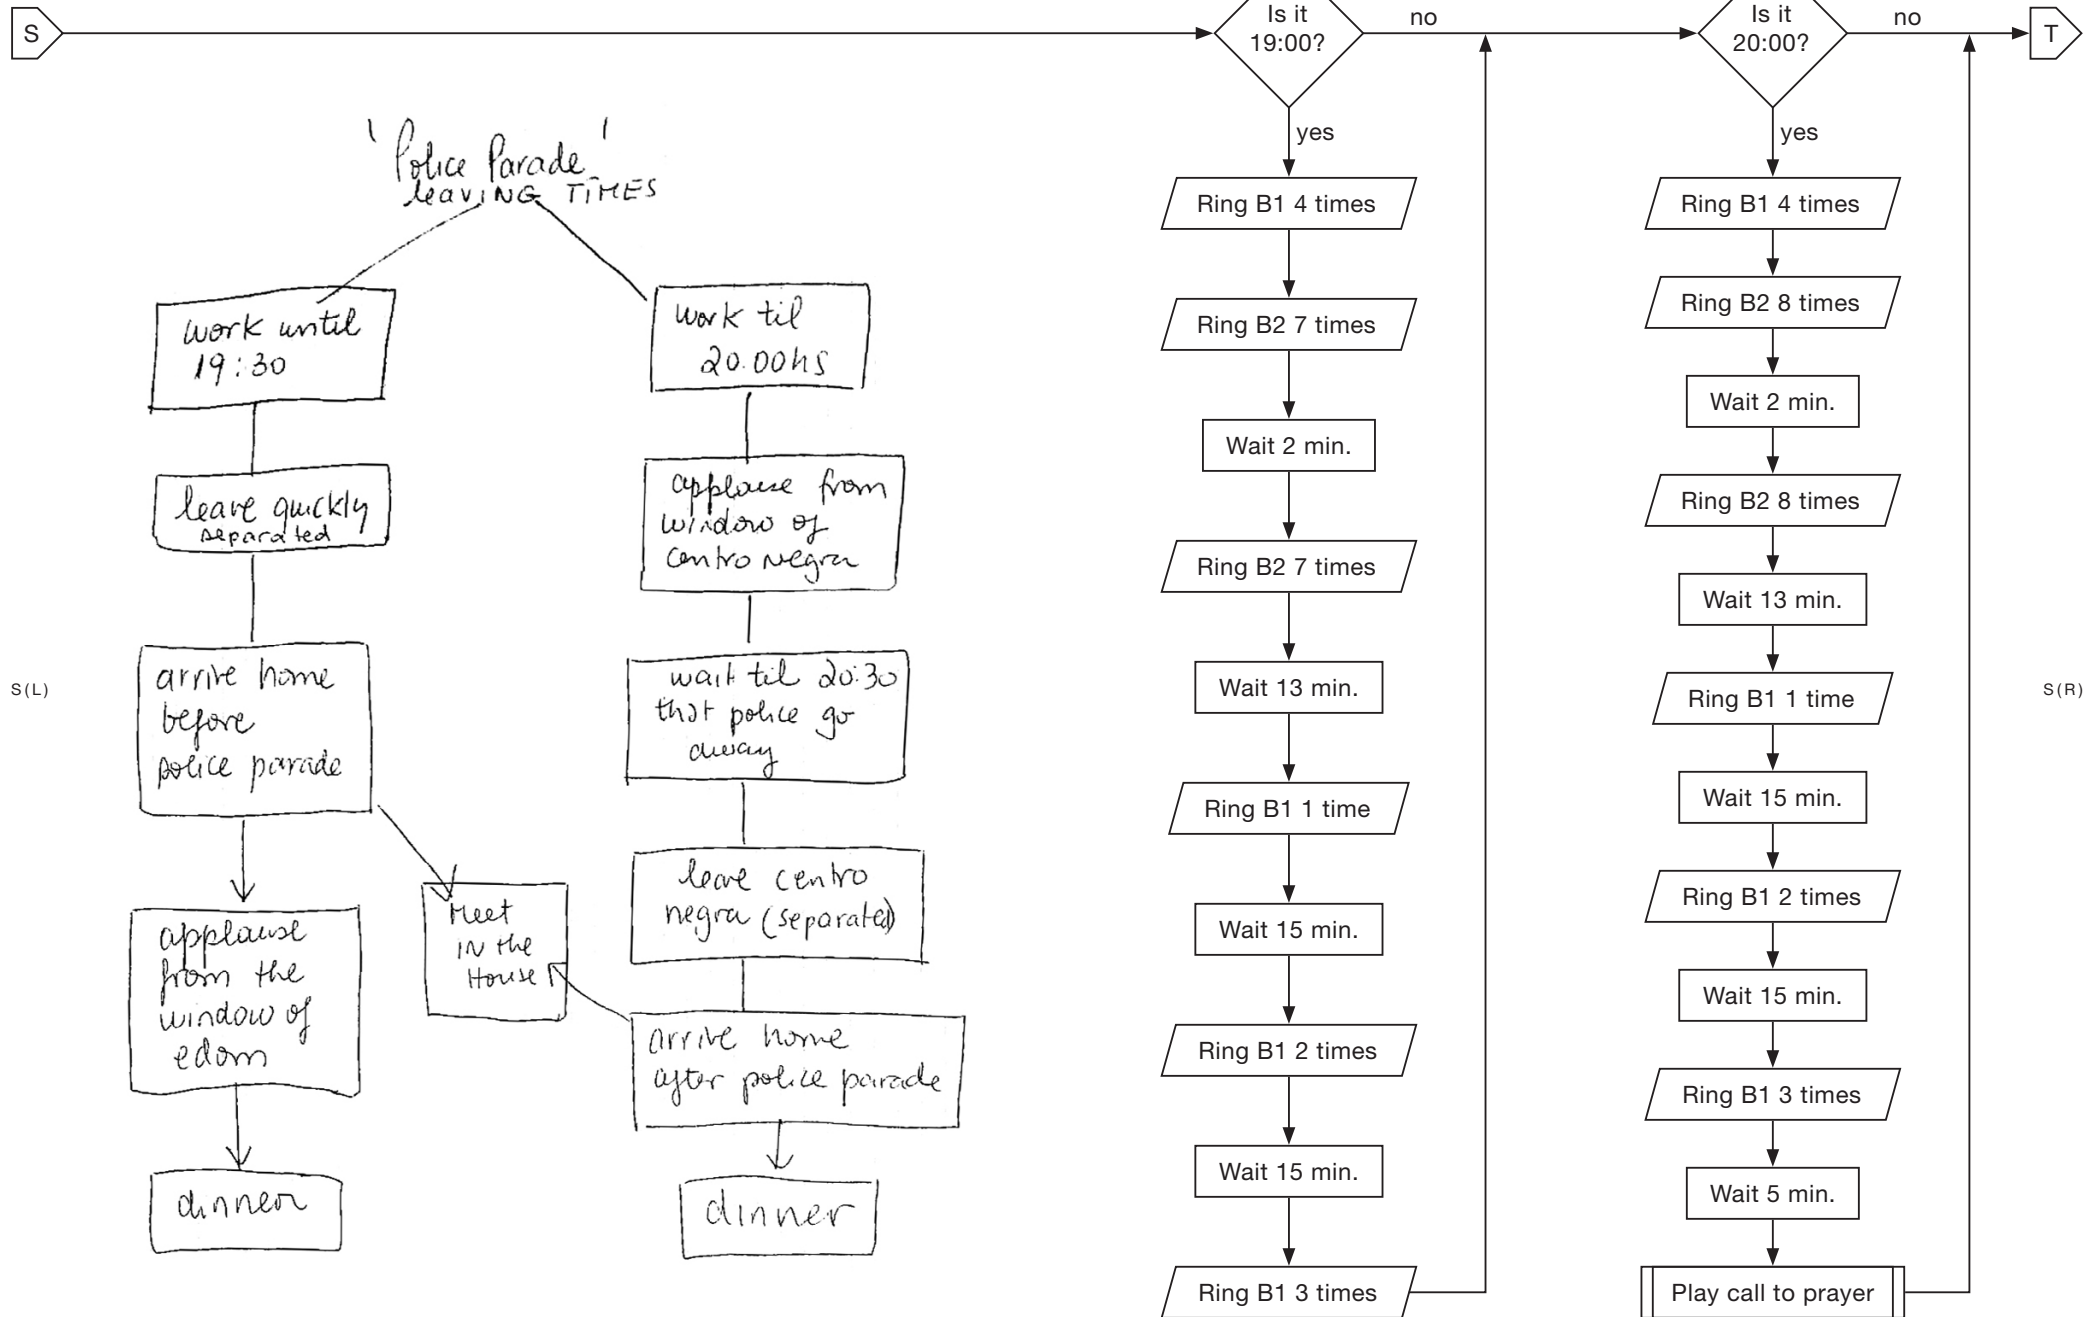 S
Is it
19:00?
no
Is it
20:00?
no
T
yes
yes
'Police Parade'
leaving TIMES
work until
19:30
leave quickly
separated
arrive home
before
police parade
applause
from the
window of
edom
dinner
Meet
IN the
House
work til
20.00hs
applause from
window of
centro negra
wait til 20:30
that police go
away
leave centro
negra (separated)
arrive home
after police parade
dinner
S(L)
Ring B1 4 times
Ring B2 7 times
Wait 2 min.
Ring B2 7 times
Wait 13 min.
Ring B1 1 time
Wait 15 min.
Ring B1 2 times
Wait 15 min.
Ring B1 3 times
Ring B1 4 times
Ring B2 8 times
Wait 2 min.
Ring B2 8 times
Wait 13 min.
Ring B1 1 time
Wait 15 min.
Ring B1 2 times
Wait 15 min.
Ring B1 3 times
Wait 5 min.
Play call to prayer
S(R)